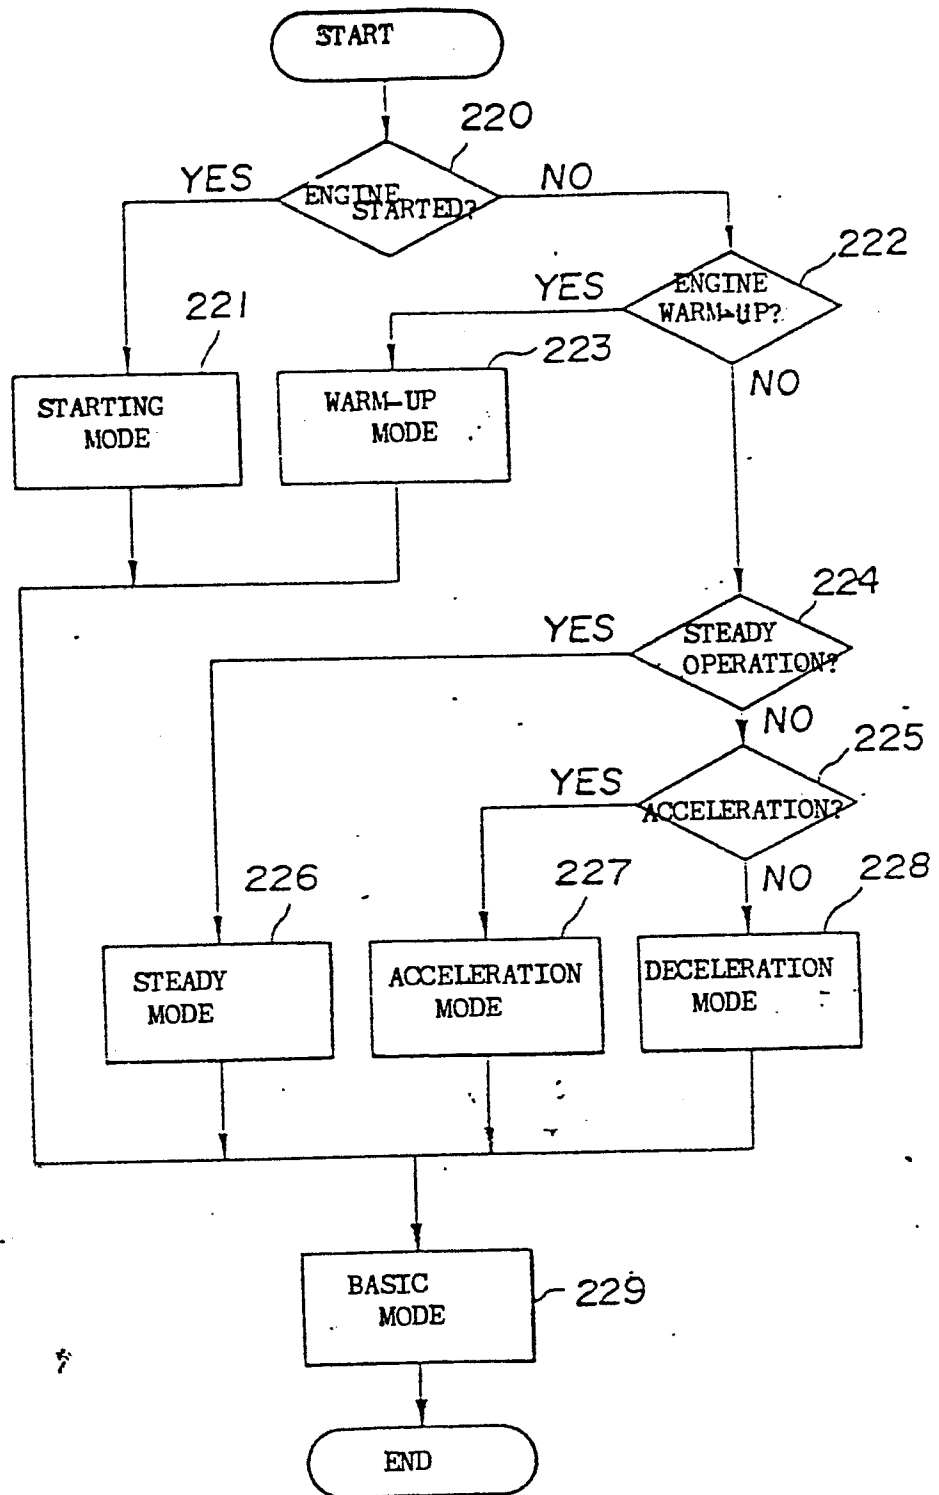 START
220
YES
NO
ENGINE
STARTED?
222
YES
ENGINE
WARM-UP?
221
223
NO
STARTING
MODE
WARM-UP
MODE
224
YES
STEADY
OPERATION?
NO
225
YES
ACCELERATION?
226
227
NO
228
STEADY
MODE
ACCELERATION
MODE
DECELERATION
MODE
BASIC
MODE
229
END